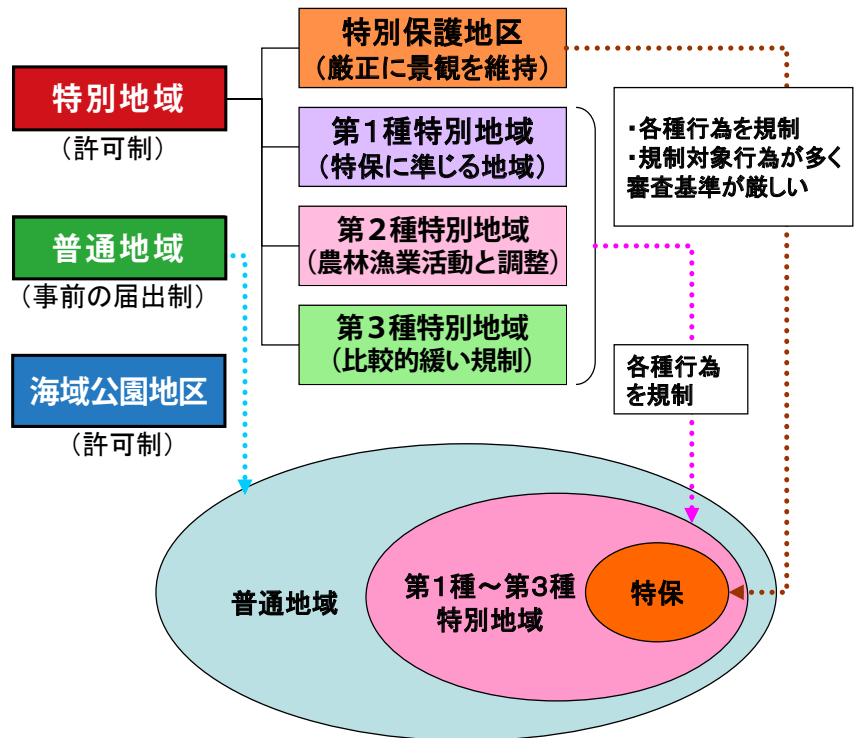 特別地域
(許可制)
普通地域
(事前の届出制)
海域公園地区
(許可制)
特別保護地区
(厳正に景観を維持)
第1種特別地域
(特保に準じる地域)
第2種特別地域
(農林漁業活動と調整)
第3種特別地域
(比較的緩い規制)
・各種行為を規制
・規制対象行為が多く
審査基準が厳しい
各種行為
を規制
普通地域
第1種~第3種
特別地域
特保